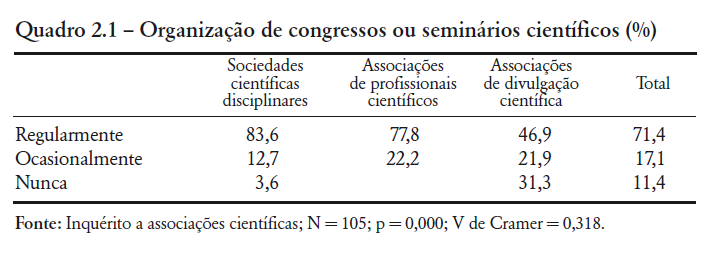 Quadro 2.1 – Organização de congressos ou seminários científicos (%)
Sociedades científicas disciplinares Associações de profissionais científicos Associações de divulgação científica Total
Regularmente 83,6 77,8 46,9 71,4
Ocasionalmente 12,7 22,2 21,9 17,1
Nunca 3,6 31,3 11,4
Fonte: Inquérito a associações científicas; N = 105; p = 0,000; V de Cramer = 0,318.